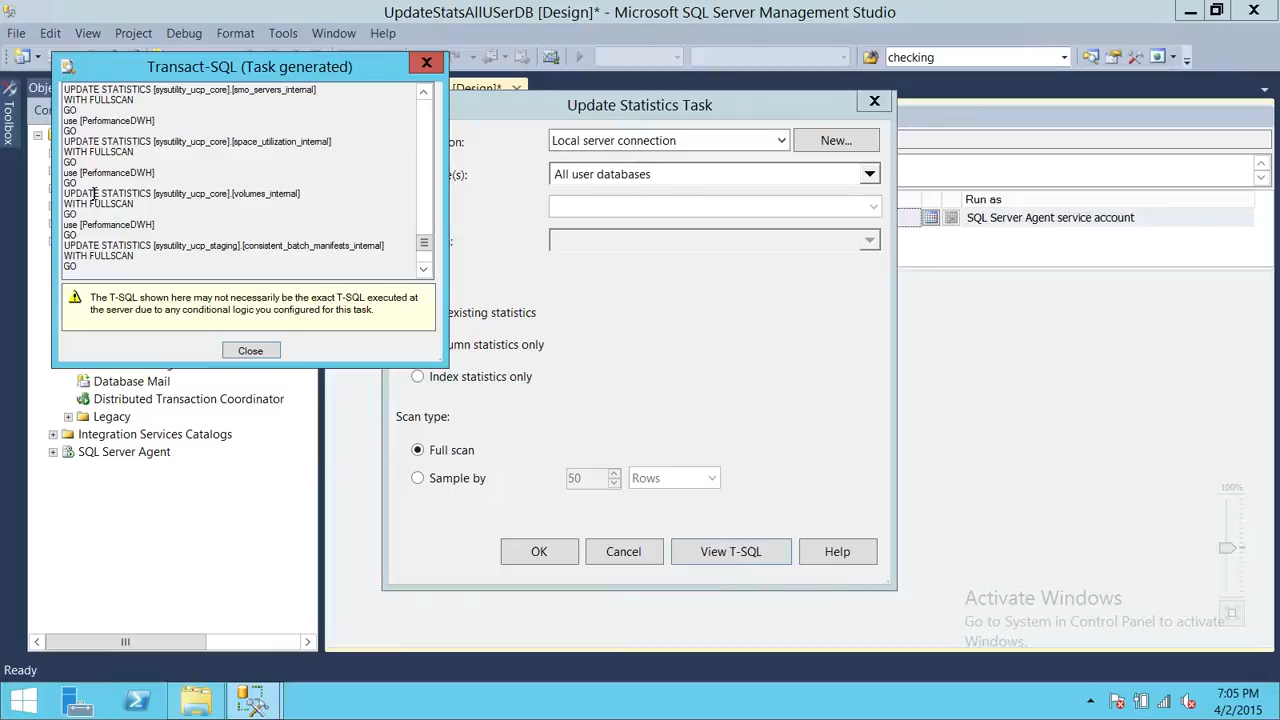 UpdateStatsAllUSerDB [Design]* - Microsoft SQL Server Management Studio
File Edit View Project Debug Format Tools Window Help
checking
Transact-SQL (Task generated)
UPDATE STATISTICS [sysutility_ucp_core].[smo_servers_internal]
WITH FULLSCAN
GO
use [PerfomanceDWH]
GO
UPDATE STATISTICS [sysutility_ucp_core].[space_utilization_internal]
WITH FULLSCAN
GO
use [PerfomanceDWH]
GO
UPDATE STATISTICS [sysutility_ucp_core].[volumes_internal]
WITH FULLSCAN
GO
use [PerfomanceDWH]
GO
UPDATE STATISTICS [sysutility_ucp_staging].[consistent_batch_manifests_internal]
WITH FULLSCAN
GO
The T-SQL shown here may not necessarily be the exact T-SQL executed at
the server due to any conditional logic you configured for this task.
Close
Toolbox
Obje
Co
[Design]*
Update Statistics Task
on:
Local server connection
New...
e(s):
All user databases
existing statistics
umn statistics only
Index statistics only
Scan type:
Full scan
Sample by
50
Rows
OK
Cancel
View T-SQL
Help
Run as
SQL Server Agent service account
Database Mail
Distributed Transaction Coordinator
Legacy
Integration Services Catalogs
SQL Server Agent
100%
Activate Windows
Go to System in Control Panel to activate
Windows.
Ready
7:05 PM
4/2/2015